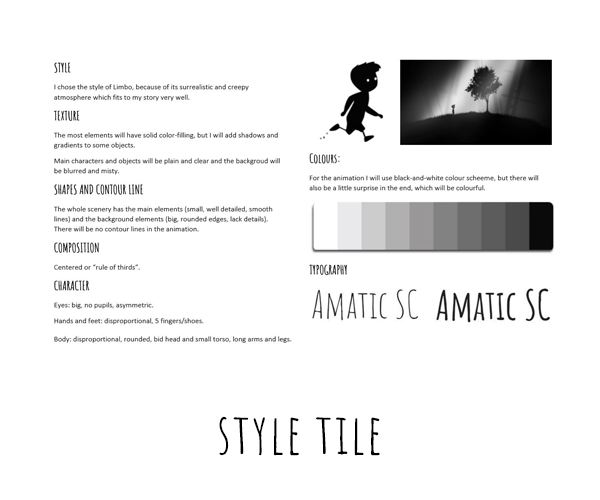 STYLE
I chose the style of Limbo, because of its surrealistic and creepy
atmosphere which fits to my story very well.
TEXTURE
The most elements will have solid color-filling, but I will add shadows and
gradients to some objects.
Main characters and objects will be plain and clear and the backgroud will
be blurred and misty.
SHAPES AND CONTOUR LINE
The whole scenery has the main elements (small, well detailed, smooth
lines) and the background elements (big, rounded edges, lack details).
There will be no contour lines in the animation.
COMPOSITION
Centered or "rule of thirds".
CHARACTER
Eyes: big, no pupils, asymmetric.
Hands and feet: disproportional, 5 fingers/shoes.
Body: disproportional, rounded, bid head and small torso, long arms and legs.
COLOURS:
For the animation I will use black-and-white colour scheeme, but there will
also be a little surprise in the end, which will be colourful.
TYPOGRAPHY
AMATIC SC AMATIC SC
STYLE TILE